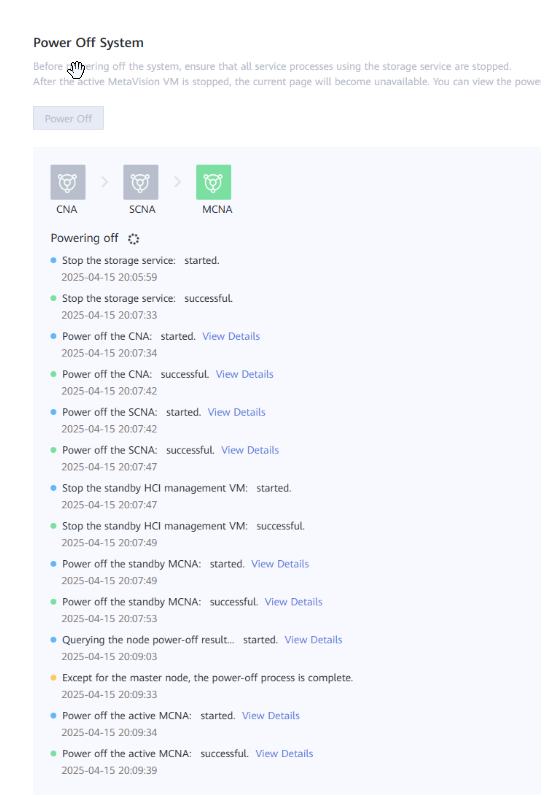 Power Off System
Before powering off the system, ensure that all service processes using the storage service are stopped.
After the active MetaVision VM is stopped, the current page will become unavailable. You can view the powe
Power Off
CNA
SCNA
MCNA
Powering off
Stop the storage service: started.
2025-04-15 20:05:59
Stop the storage service: successful.
2025-04-15 20:07:33
Power off the CNA: started. View Details
2025-04-15 20:07:34
Power off the CNA: successful. View Details
2025-04-15 20:07:42
Power off the SCNA: started. View Details
2025-04-15 20:07:42
Power off the SCNA: successful. View Details
2025-04-15 20:07:47
Stop the standby HCI management VM: started.
2025-04-15 20:07:47
Stop the standby HCI management VM: successful.
2025-04-15 20:07:49
Power off the standby MCNA: started. View Details
2025-04-15 20:07:49
Power off the standby MCNA: successful. View Details
2025-04-15 20:07:53
Querying the node power-off result... started. View Details
2025-04-15 20:09:03
Except for the master node, the power-off process is complete.
2025-04-15 20:09:33
Power off the active MCNA: started. View Details
2025-04-15 20:09:34
Power off the active MCNA: successful. View Details
2025-04-15 20:09:39